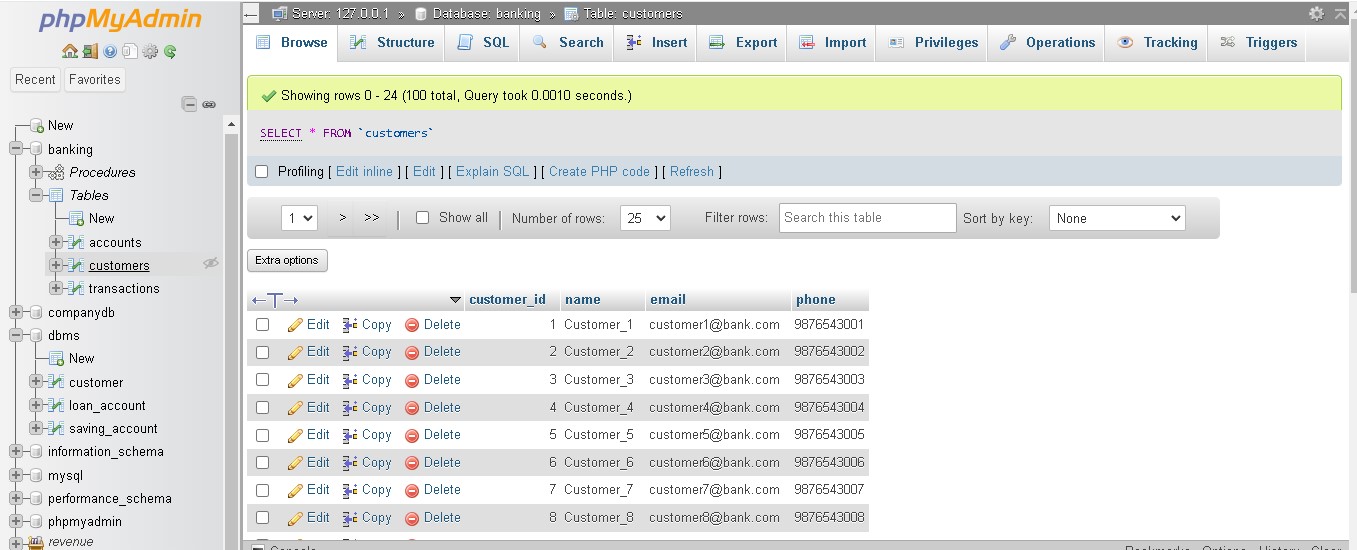 phpMyAdmin
Recent Favorites
New
banking
Procedures
Tables
New
accounts
customers
transactions
companydb
dbms
New
customer
loan_account
saving_account
information_schema
mysql
performance_schema
phpmyadmin
revenue
Server: 127.0.0.1 » Database: banking » Table: customers
Browse Structure SQL Search Insert Export Import Privileges Operations Tracking Triggers
Showing rows 0 - 24 (100 total, Query took 0.0010 seconds.)
SELECT * FROM `customers`
Profiling [ Edit inline ] [ Edit ] [ Explain SQL ] [ Create PHP code ] [ Refresh ]
1 > >> | Show all | Number of rows: 25 Filter rows: Search this table Sort by key: None
Extra options
←T→ customer_id name email phone
Edit Copy Delete 1 Customer_1 customer1@bank.com 9876543001
Edit Copy Delete 2 Customer_2 customer2@bank.com 9876543002
Edit Copy Delete 3 Customer_3 customer3@bank.com 9876543003
Edit Copy Delete 4 Customer_4 customer4@bank.com 9876543004
Edit Copy Delete 5 Customer_5 customer5@bank.com 9876543005
Edit Copy Delete 6 Customer_6 customer6@bank.com 9876543006
Edit Copy Delete 7 Customer_7 customer7@bank.com 9876543007
Edit Copy Delete 8 Customer_8 customer8@bank.com 9876543008
Console Bookmarks Options History Clear